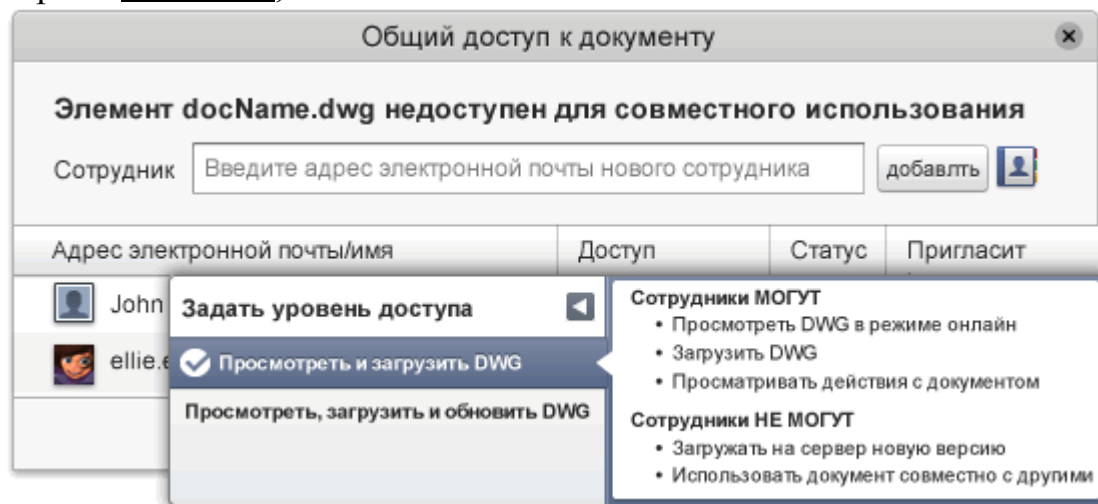 Общий доступ к документу
Элемент docName.dwg недоступен для совместного использования
Сотрудник Введите адрес электронной почты нового сотрудника добавлть
Адрес электронной почты/имя Доступ Статус Пригласит
John
ellie.e
Задать уровень доступа
Просмотреть и загрузить DWG
Просмотреть, загрузить и обновить DWG
Сотрудники МОГУТ
• Просмотреть DWG в режиме онлайн
• Загрузить DWG
• Просматривать действия с документом
Сотрудники НЕ МОГУТ
• Загружать на сервер новую версию
• Использовать документ совместно с другими